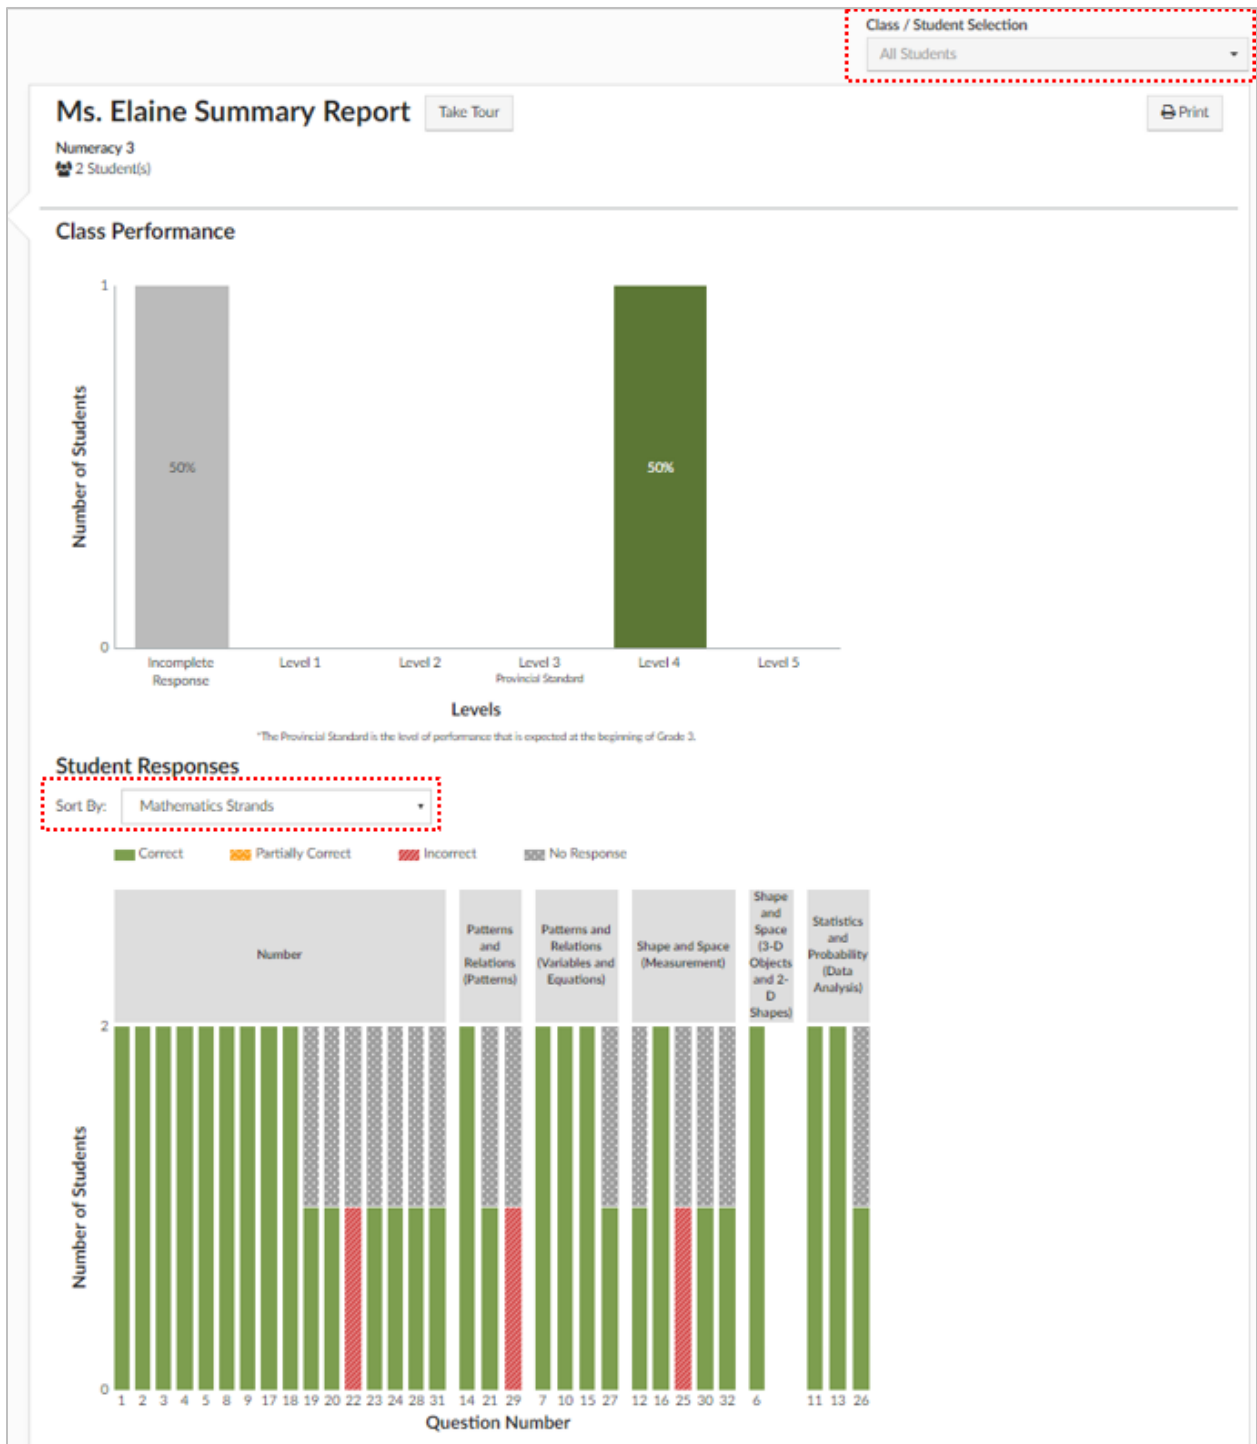 Class / Student Selection
All Students
Ms. Elaine Summary Report
Take Tour
Print
Numeracy 3
2 Student(s)
Class Performance
1
Number of Students
50%
50%
0
Incomplete Response
Level 1
Level 2
Level 3
Provincial Standard
Level 4
Level 5
Levels
*The Provincial Standard is the level of performance that is expected at the beginning of Grade 3.
Student Responses
Sort By: Mathematics Strands
Correct Partially Correct Incorrect No Response
Number
Patterns and Relations (Patterns)
Patterns and Relations (Variables and Equations)
Shape and Space (Measurement)
Shape and Space (3-D Objects and 2-D Shapes)
Statistics and Probability (Data Analysis)
2
Number of Students
0
1 2 3 4 5 8 9 17 18 19 20 22 23 24 28 31 14 21 29 7 10 15 27 12 16 25 30 32 6 11 13 26
Question Number